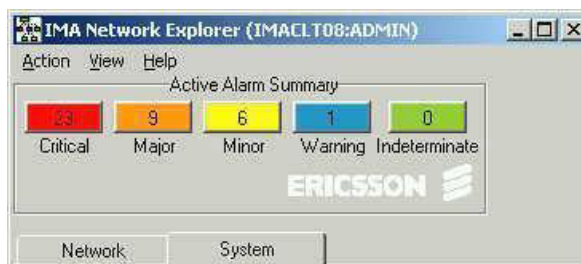 IMA Network Explorer (IMACLT08:ADMIN)
Action View Help
Active Alarm Summary
23 9 6 1 0
Critical Major Minor Warning Indeterminate
ERICSSON
Network System